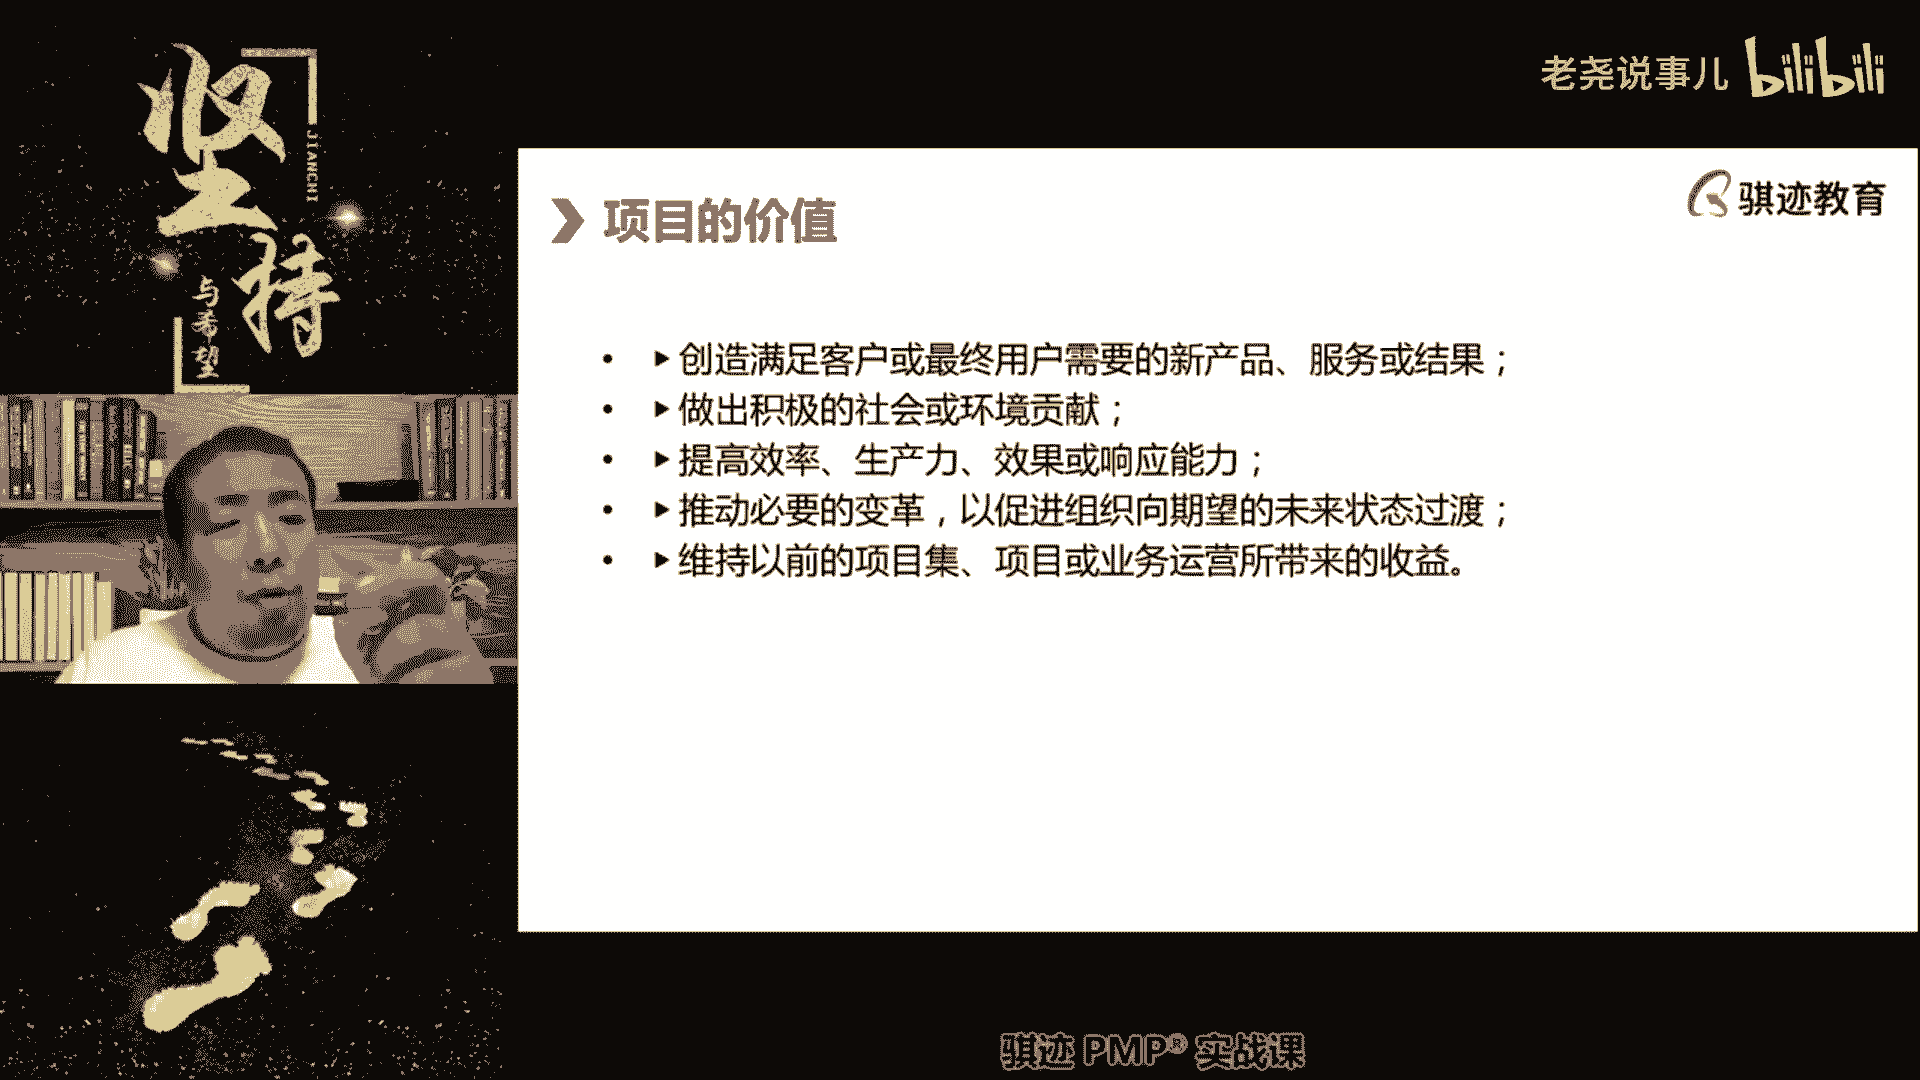 坚持
JIANCHI
与希望
老尧说事儿 bilibili
骐迹教育
项目的价值
• ▶创造满足客户或最终用户需要的新产品、服务或结果；
• ▶做出积极的社会或环境贡献；
• ▶提高效率、生产力、效果或响应能力；
• ▶推动必要的变革，以促进组织向期望的未来状态过渡；
• ▶维持以前的项目集、项目或业务运营所带来的收益。
骐迹 PMP® 实战课